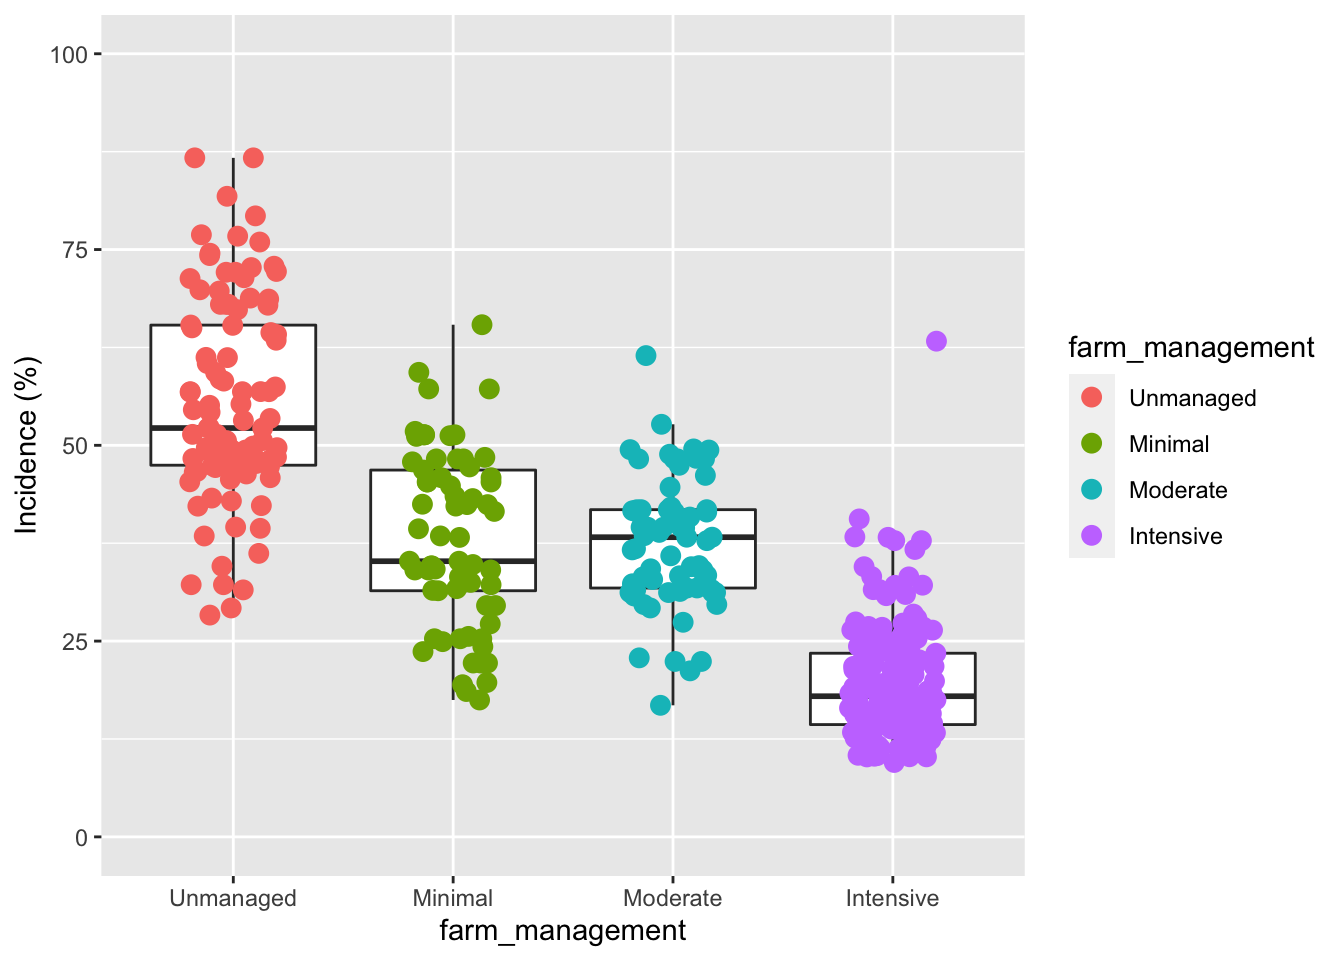 100
75
50
25
0
Incidence (%)
Unmanaged
Minimal
Moderate
Intensive
farm_management
farm_management
Unmanaged
Minimal
Moderate
Intensive